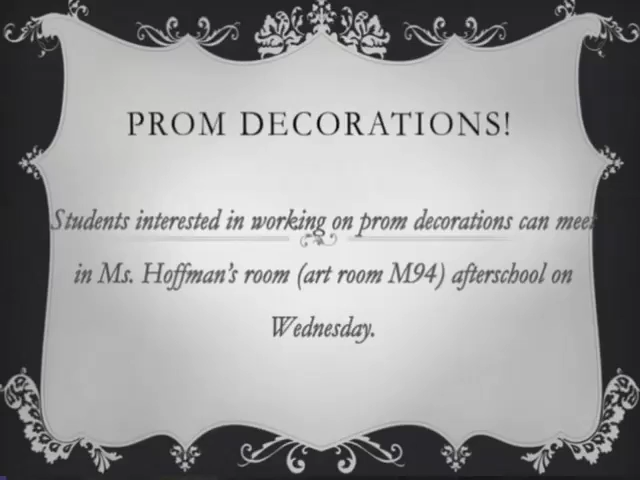 PROM DECORATIONS!
Students interested in working on prom decorations can meet
in Ms. Hoffman's room (art room M94) afterschool on
Wednesday.